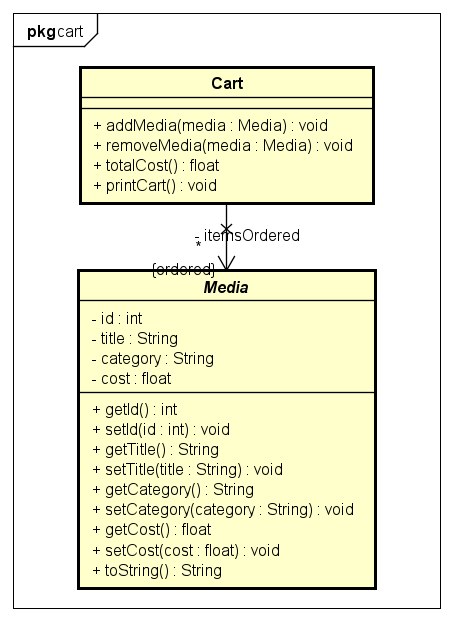 pkg cart
Cart
+ addMedia(media : Media) : void
+ removeMedia(media : Media) : void
+ totalCost() : float
+ printCart() : void
- itemsOrdered
*
{ordered}
Media
- id : int
- title : String
- category : String
- cost : float
+ getId() : int
+ setId(id : int) : void
+ getTitle() : String
+ setTitle(title : String) : void
+ getCategory() : String
+ setCategory(category : String) : void
+ getCost() : float
+ setCost(cost : float) : void
+ toString() : String